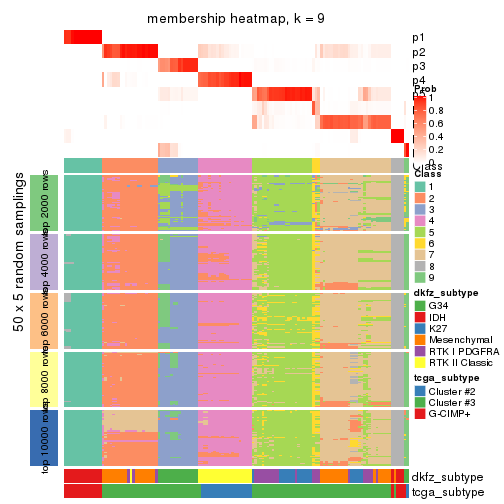 membership heatmap, k = 9
p1
p2
p3
p4
Prob
1
0.8
0.6
0.4
0.2
0
Class
Class
1
2
3
4
5
6
7
8
9
50 x 5 random samplings
top 2000 rows
top 4000 rows
top 6000 rows
top 8000 rows
top 10000 rows
dkfz_subtype
G34
IDH
K27
Mesenchymal
RTK I PDGFRA
RTK II Classic
tcga_subtype
Cluster #2
Cluster #3
G-CIMP+
dkfz_subtype
tcga_subtype